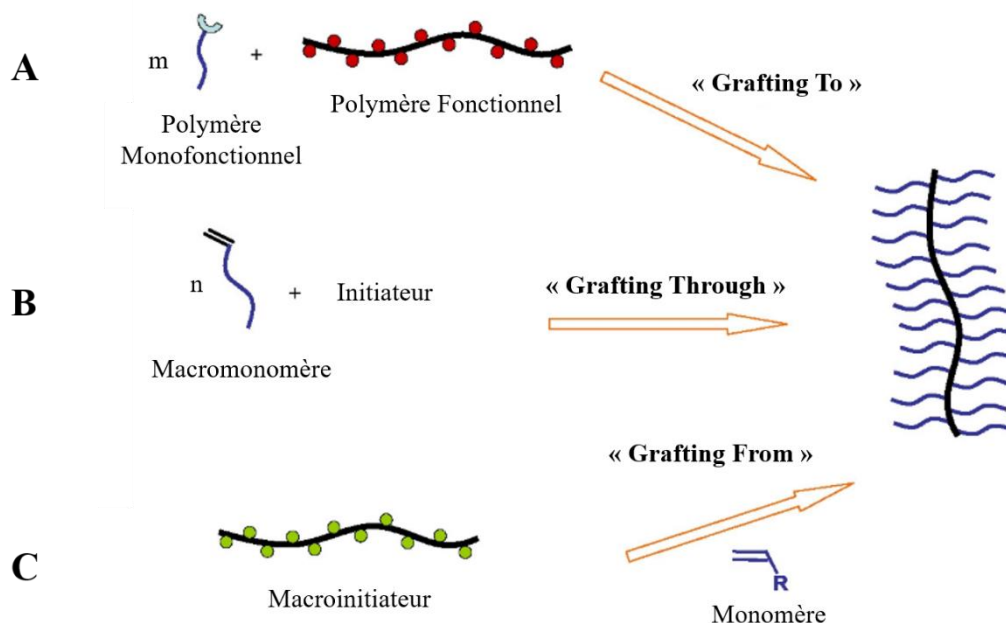 A
m
+
« Grafting To »
Polymère Fonctionnel
Polymère
Monofonctionnel
B
n
+
Initiateur
« Grafting Through »
Macromonomère
« Grafting From »
C
R
Macroinitiateur
Monomère